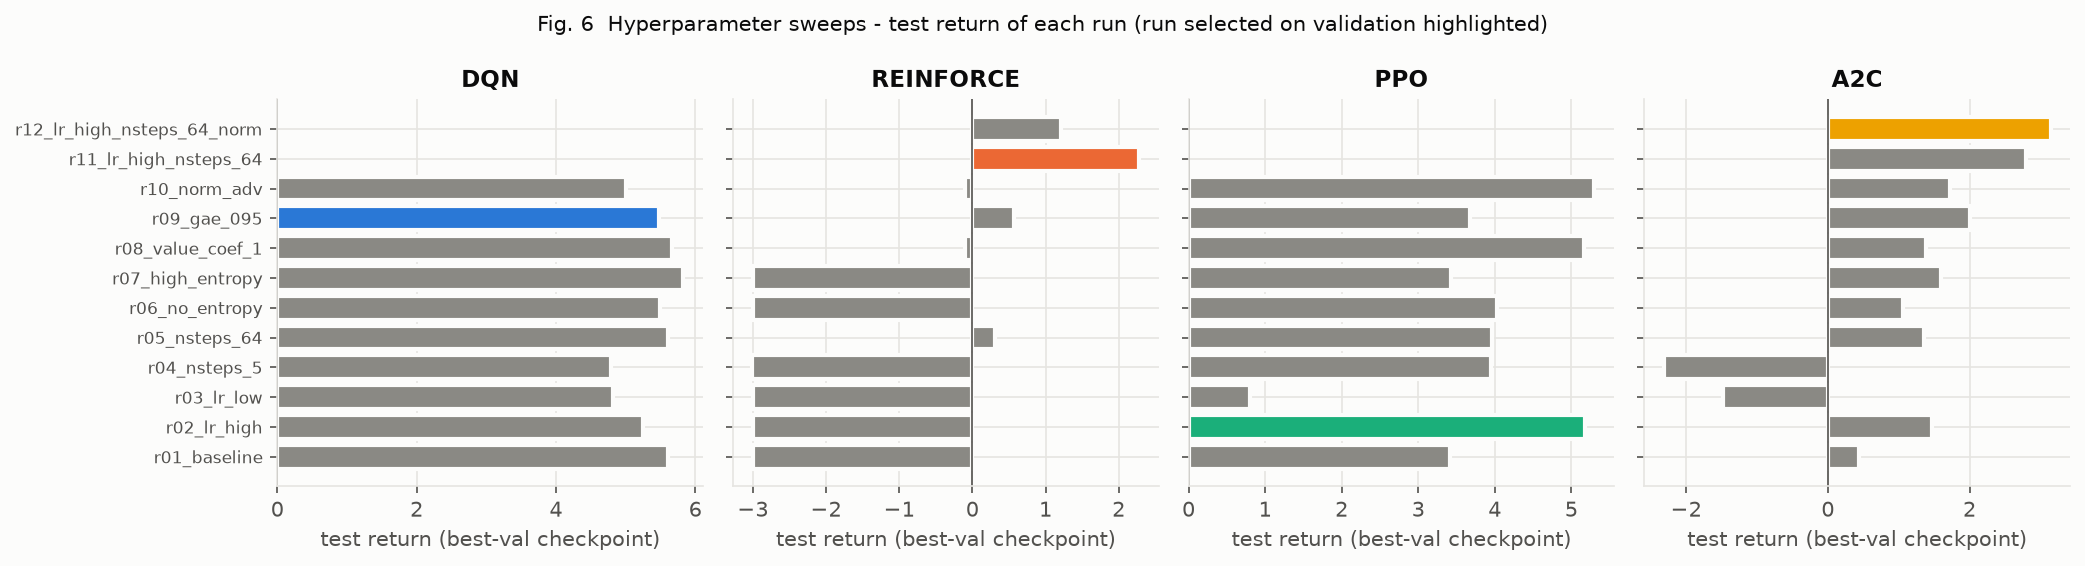 Fig. 6  Hyperparameter sweeps - test return of each run (run selected on validation highlighted)
DQN
REINFORCE
PPO
A2C
r12_lr_high_nsteps_64_norm
r11_lr_high_nsteps_64
r10_norm_adv
r09_gae_095
r08_value_coef_1
r07_high_entropy
r06_no_entropy
r05_nsteps_64
r04_nsteps_5
r03_lr_low
r02_lr_high
r01_baseline
0 2 4 6
−3 −2 −1 0 1 2
0 1 2 3 4 5
−2 0 2
test return (best-val checkpoint)
test return (best-val checkpoint)
test return (best-val checkpoint)
test return (best-val checkpoint)